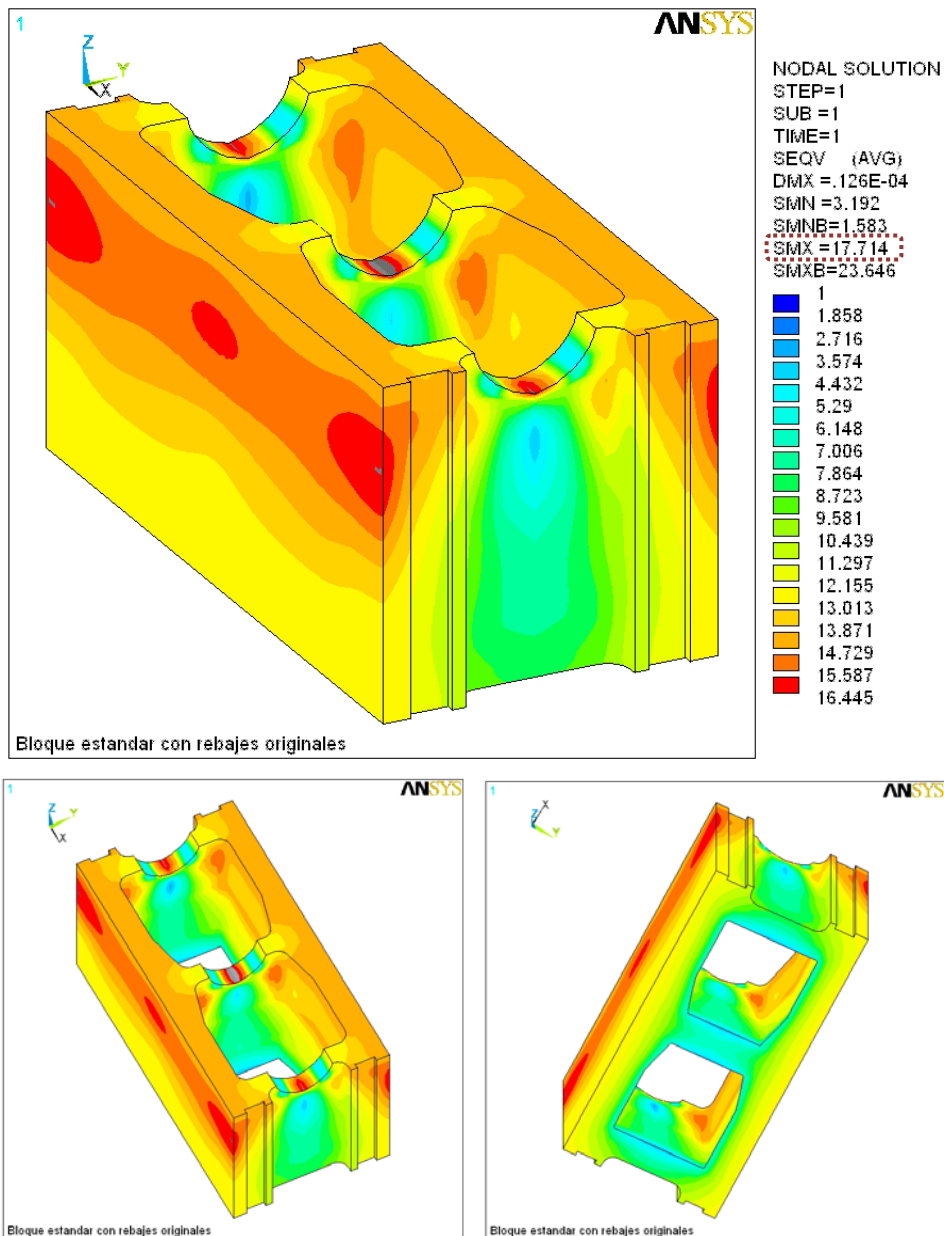 1
ANSYS
Z
Y
X
NODAL SOLUTION
STEP=1
SUB =1
TIME=1
SEQV (AVG)
DMX =.126E-04
SMN =3.192
SMNB=1.583
SMX =17.714
SMXB=23.646
1
1.858
2.716
3.574
4.432
5.29
6.148
7.006
7.864
8.723
9.581
10.439
11.297
12.155
13.013
13.871
14.729
15.587
16.445
Bloque estandar con rebajes originales
1
ANSYS
Z
Y
X
Bloque estandar con rebajes originales
1
ANSYS
X
Z
Y
Bloque estandar con rebajes originales